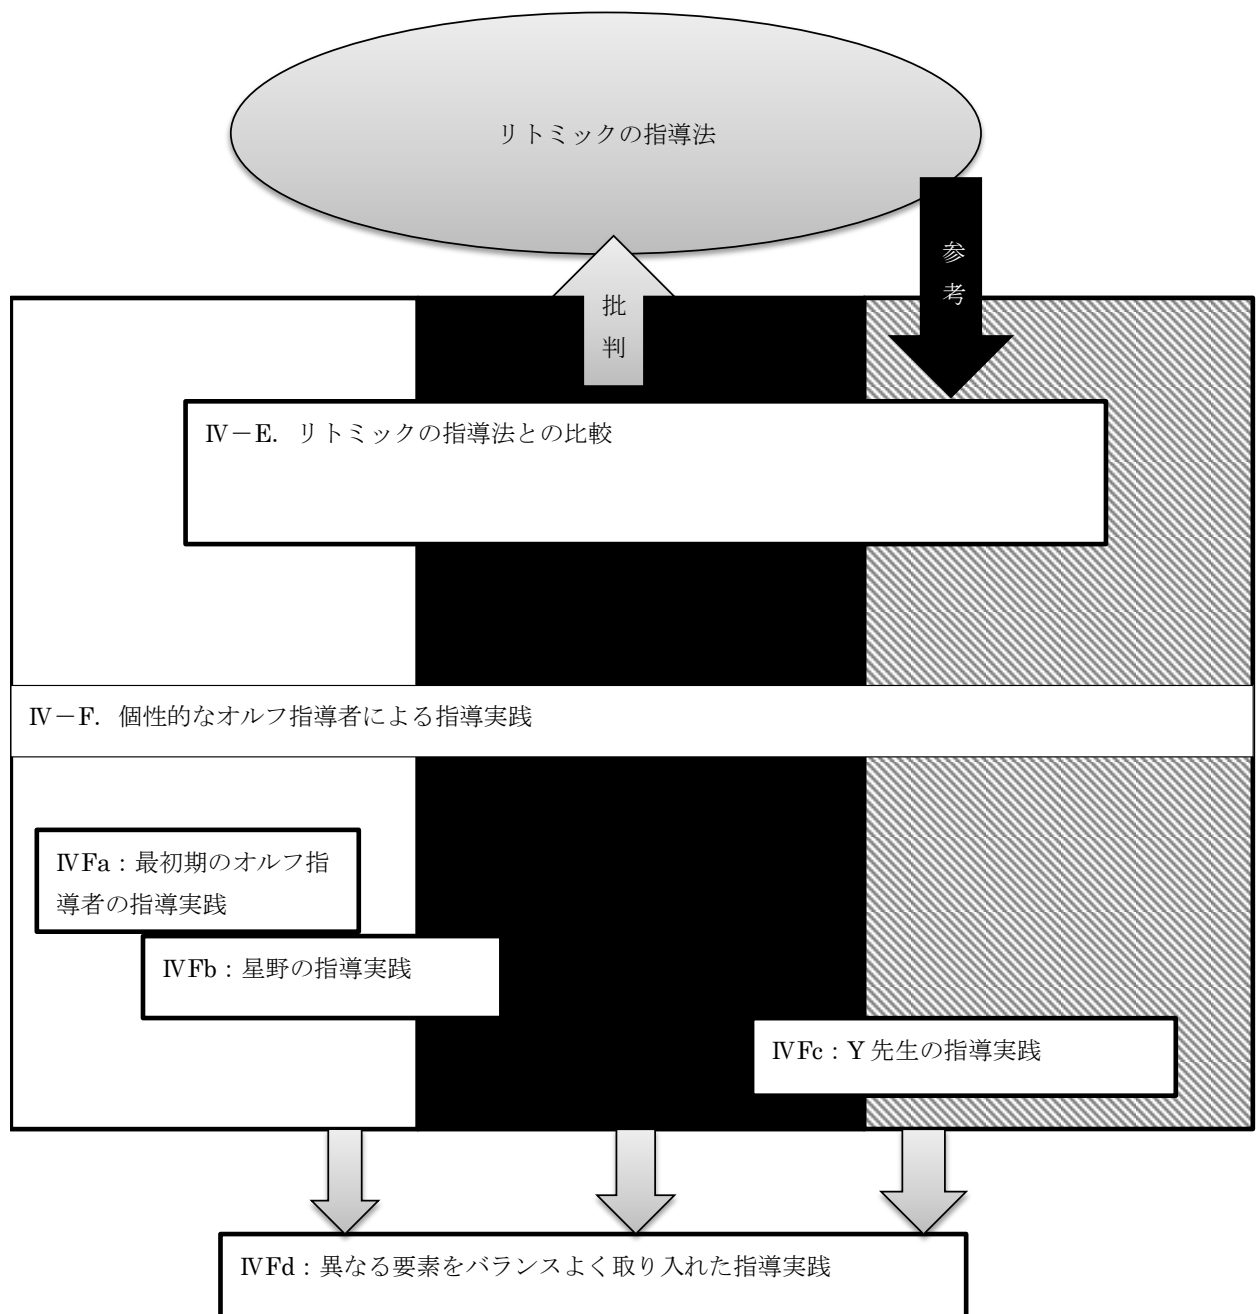 リトミックの指導法
参
考
批
判
Ⅳ－E．リトミックの指導法との比較
Ⅳ－F．個性的なオルフ指導者による指導実践
ⅣFa：最初期のオルフ指
導者の指導実践
ⅣFb：星野の指導実践
ⅣFc：Y 先生の指導実践
ⅣFd：異なる要素をバランスよく取り入れた指導実践